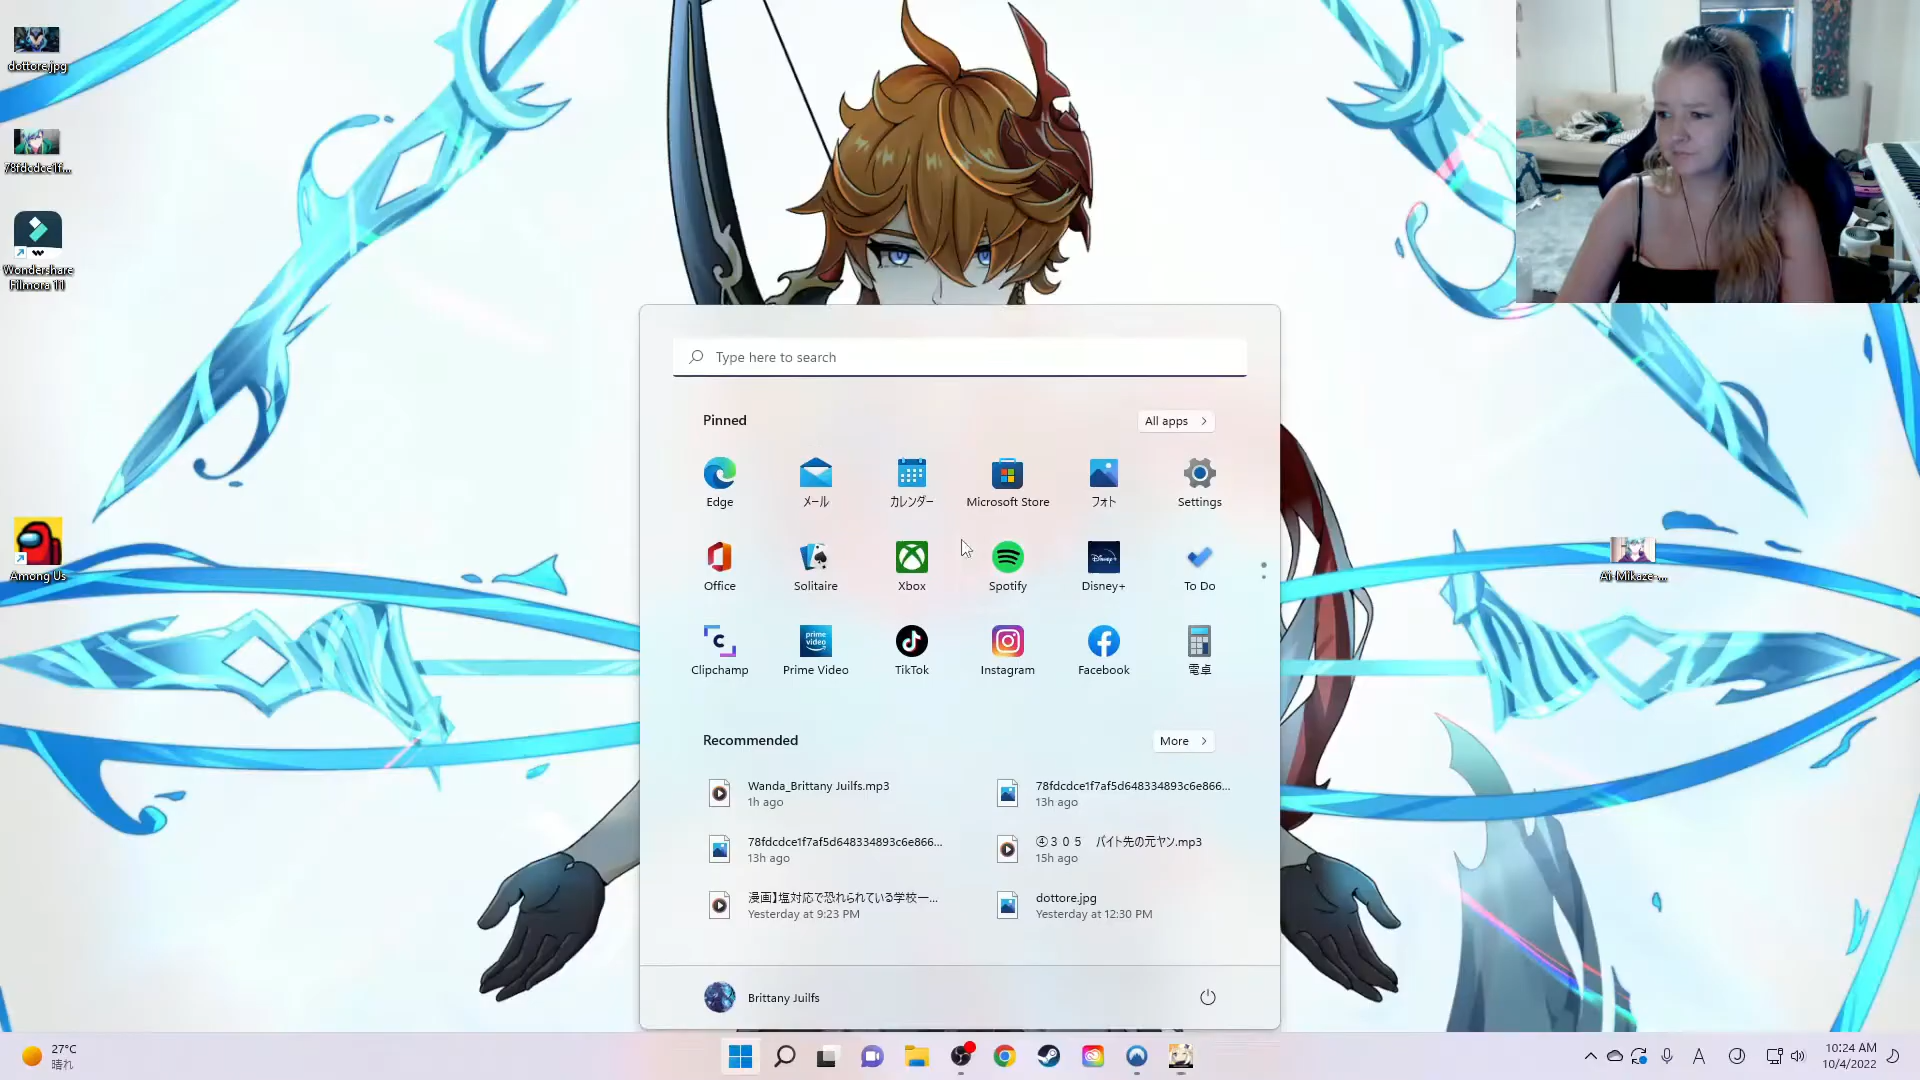 dottore.jpg
78fdcdce1f...
Wondershare
Filmora 11
Among Us
Ai-Mikaze-...
Type here to search
Pinned
All apps
Edge
メール
カレンダー
Microsoft Store
フォト
Settings
Office
Solitaire
Xbox
Spotify
Disney+
Disney+
To Do
prime
video
Clipchamp
Prime Video
TikTok
Instagram
Facebook
電卓
Recommended
More
Wanda_Brittany Juilfs.mp3
1h ago
78fdcdce1f7af5d648334893c6e866...
13h ago
78fdcdce1f7af5d648334893c6e866...
13h ago
④３０５　バイト先の元ヤン.mp3
15h ago
漫画】塩対応で恐れられている学校一...
Yesterday at 9:23 PM
dottore.jpg
Yesterday at 12:30 PM
Brittany Juilfs
27°C
晴れ
A
J
10:24 AM
10/4/2022